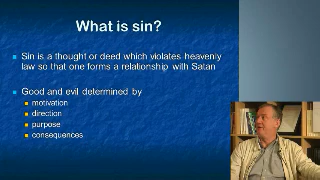 What is sin?
Sin is a thought or deed which violates heavenly
law so that one forms a relationship with Satan
Good and evil determined by
motivation
direction
purpose
consequences